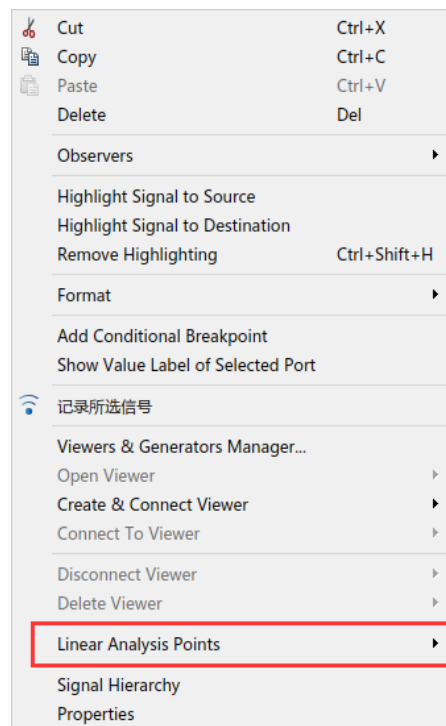 Cut Ctrl+X
Copy Ctrl+C
Paste Ctrl+V
Delete Del
Observers
Highlight Signal to Source
Highlight Signal to Destination
Remove Highlighting Ctrl+Shift+H
Format
Add Conditional Breakpoint
Show Value Label of Selected Port
记录所选信号
Viewers & Generators Manager...
Open Viewer
Create & Connect Viewer
Connect To Viewer
Disconnect Viewer
Delete Viewer
Linear Analysis Points
Signal Hierarchy
Properties